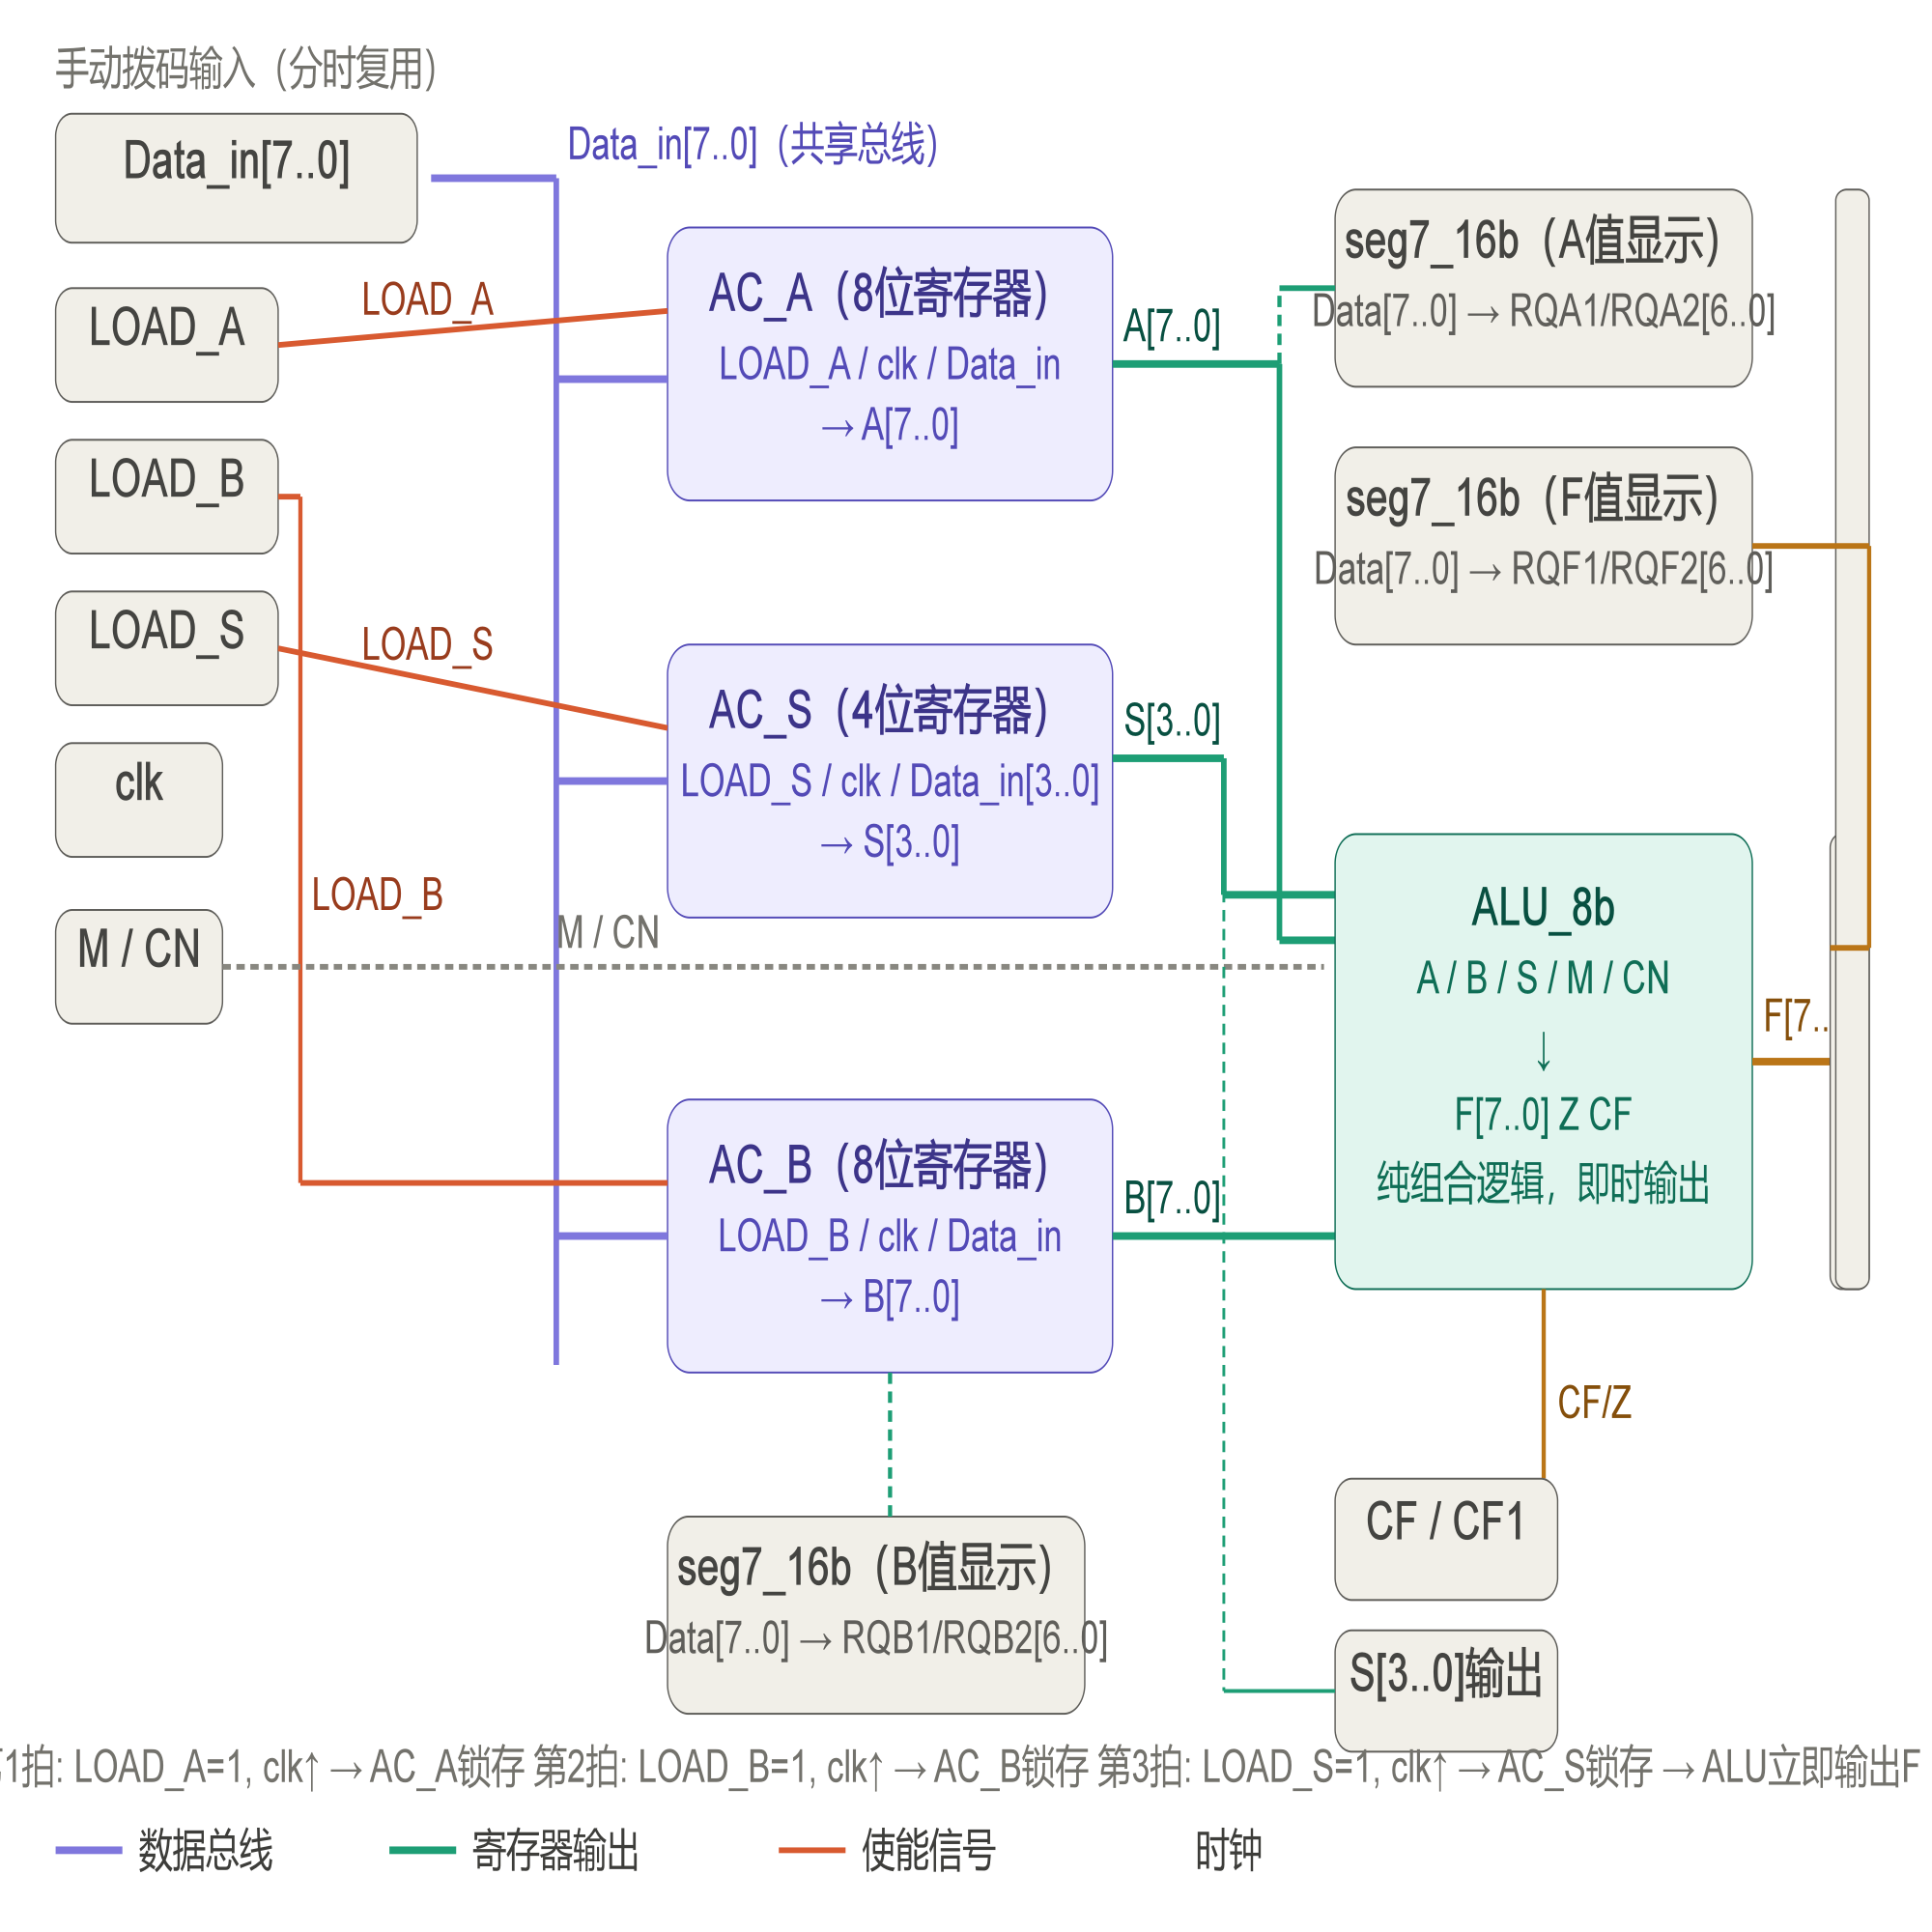 手动拨码输入（分时复用）
Data_in[7..0]
Data_in[7..0]（共享总线）
LOAD_A
LOAD_A
LOAD_B
LOAD_S
LOAD_S
clk
LOAD_B
M / CN
M / CN
AC_A（8位寄存器）
LOAD_A / clk / Data_in
→ A[7..0]
A[7..0]
AC_S（4位寄存器）
LOAD_S / clk / Data_in[3..0]
→ S[3..0]
S[3..0]
AC_B（8位寄存器）
LOAD_B / clk / Data_in
→ B[7..0]
B[7..0]
seg7_16b（A值显示）
Data[7..0] → RQA1/RQA2[6..0]
seg7_16b（F值显示）
Data[7..0] → RQF1/RQF2[6..0]
ALU_8b
A / B / S / M / CN
↓
F[7..0] Z CF
纯组合逻辑，即时输出
F[7..
CF/Z
CF / CF1
S[3..0]输出
seg7_16b（B值显示）
Data[7..0] → RQB1/RQB2[6..0]
1拍: LOAD_A=1, clk↑ → AC_A锁存 第2拍: LOAD_B=1, clk↑ → AC_B锁存 第3拍: LOAD_S=1, clk↑ → AC_S锁存 → ALU立即输出F
数据总线
寄存器输出
使能信号
时钟